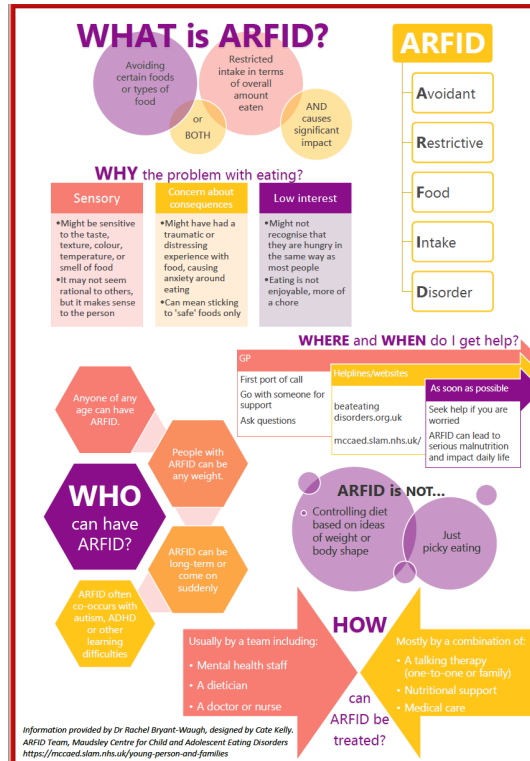 WHAT is ARFID?
Avoiding
certain foods
or types of
food
or
BOTH
Restricted
intake in terms
of overall
amount
eaten
AND
causes
significant
impact
ARFID
Avoidant
Restrictive
Food
Intake
Disorder
WHY the problem with eating?
Sensory
•Might be sensitive
to the taste,
texture, colour,
temperature, or
smell of food
•It may not seem
rational to others,
but it makes sense
to the person
Concern about
consequences
•Might have had a
traumatic or
distressing
experience with
food, causing
anxiety around
eating
•Can mean sticking
to 'safe' foods only
Low interest
•Might not
recognise that
they are hungry in
the same way as
most people
•Eating is not
enjoyable, more of
a chore
WHERE and WHEN do I get help?
GP
First port of call
Go with someone for
support
Ask questions
Helplines/websites
beateating
disorders.org.uk
mccaed.slam.nhs.uk/
As soon as possible
Seek help if you are
worried
ARFID can lead to
serious malnutrition
and impact daily life
WHO
can have
ARFID?
Anyone of any
age can have
ARFID.
People with
ARFID can be
any weight.
ARFID can be
long-term or
come on
suddenly
ARFID often
co-occurs with
autism, ADHD
or other
learning
difficulties
ARFID is NOT...
Controlling diet
based on ideas
of weight or
body shape
Just
picky eating
HOW
can
ARFID be
treated?
Usually by a team including:
• Mental health staff
• A dietician
• A doctor or nurse
Mostly by a combination of:
• A talking therapy
(one-to-one or family)
• Nutritional support
• Medical care
Information provided by Dr Rachel Bryant-Waugh, designed by Cate Kelly.
ARFID Team, Maudsley Centre for Child and Adolescent Eating Disorders
https://mccaed.slam.nhs.uk/young-person-and-families